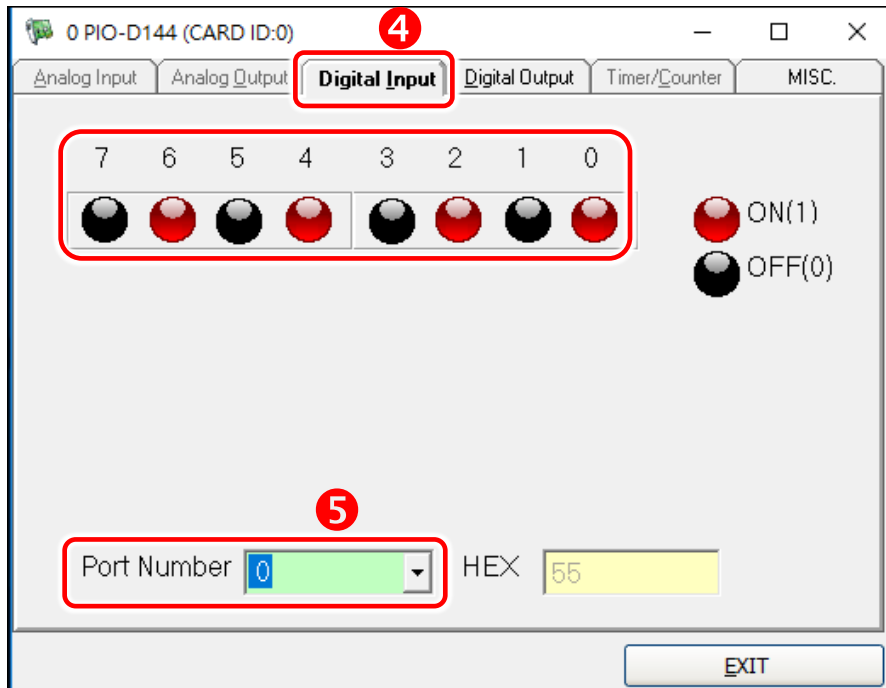 0 PIO-D144 (CARD ID:0)
4
Analog Input Analog Output Digital Input Digital Output Timer/Counter MISC.
7 6 5 4 3 2 1 0
ON(1)
OFF(0)
5
Port Number 0 HEX 55
EXIT